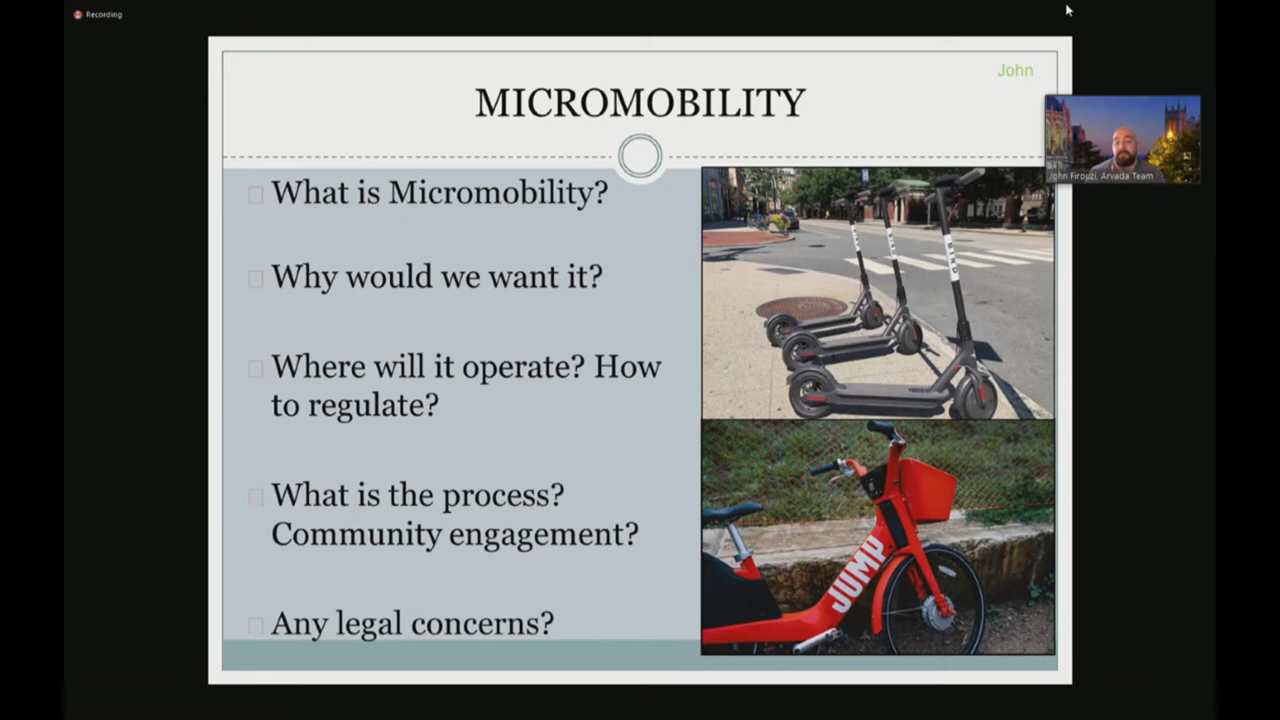 Recording
John
MICROMOBILITY
John Firouzi, Arvada Team
What is Micromobility?
Why would we want it?
Where will it operate? How
to regulate?
What is the process?
Community engagement?
Any legal concerns?
BIRD
JUMP